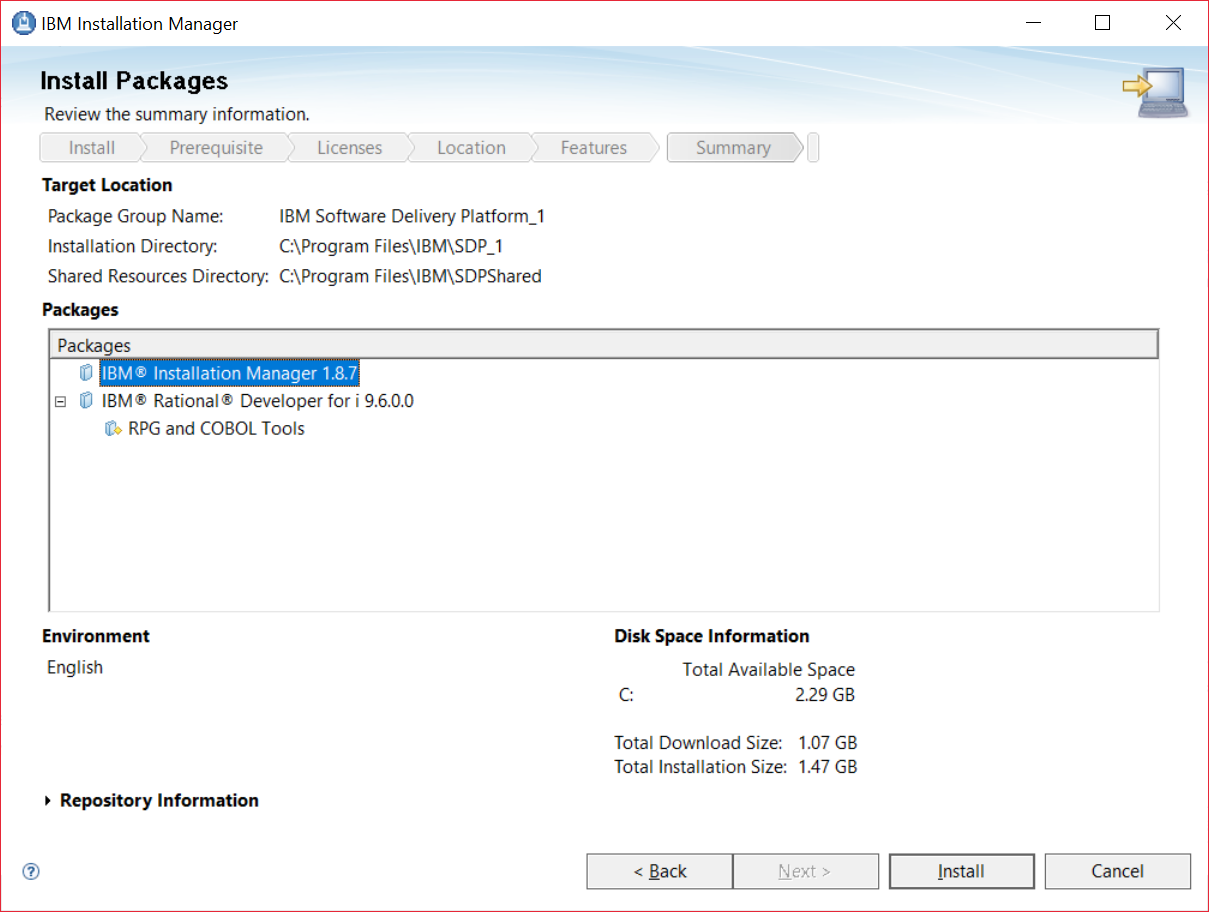 IBM Installation Manager
Install Packages
Review the summary information.
Install Prerequisite Licenses Location Features Summary
Target Location
Package Group Name: IBM Software Delivery Platform_1
Installation Directory: C:\Program Files\IBM\SDP_1
Shared Resources Directory: C:\Program Files\IBM\SDPShared
Packages
Packages
IBM® Installation Manager 1.8.7
IBM® Rational® Developer for i 9.6.0.0
RPG and COBOL Tools
Environment
English
Disk Space Information
Total Available Space
C: 2.29 GB
Total Download Size: 1.07 GB
Total Installation Size: 1.47 GB
Repository Information
? < Back Next > Install Cancel